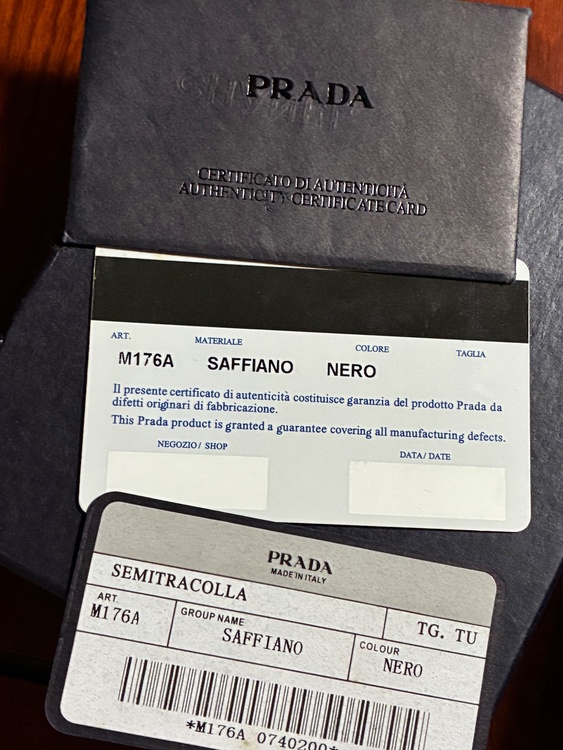 PRADA
CERTIFICATO DI AUTENTICITÀ
AUTHENTICITY CERTIFICATE CARD
ART. MATERIALE COLORE TAGLIA
M176A SAFFIANO NERO
Il presente certificato di autenticità costituisce garanzia del prodotto Prada da
difetti originari di fabbricazione.
This Prada product is granted a guarantee covering all manufacturing defects.
NEGOZIO/ SHOP DATA/ DATE
PRADA
MADE IN ITALY
SEMITRACOLLA TG. TU
ART. GROUP NAME COLOUR
M176A SAFFIANO NERO
*M176A 0740200*